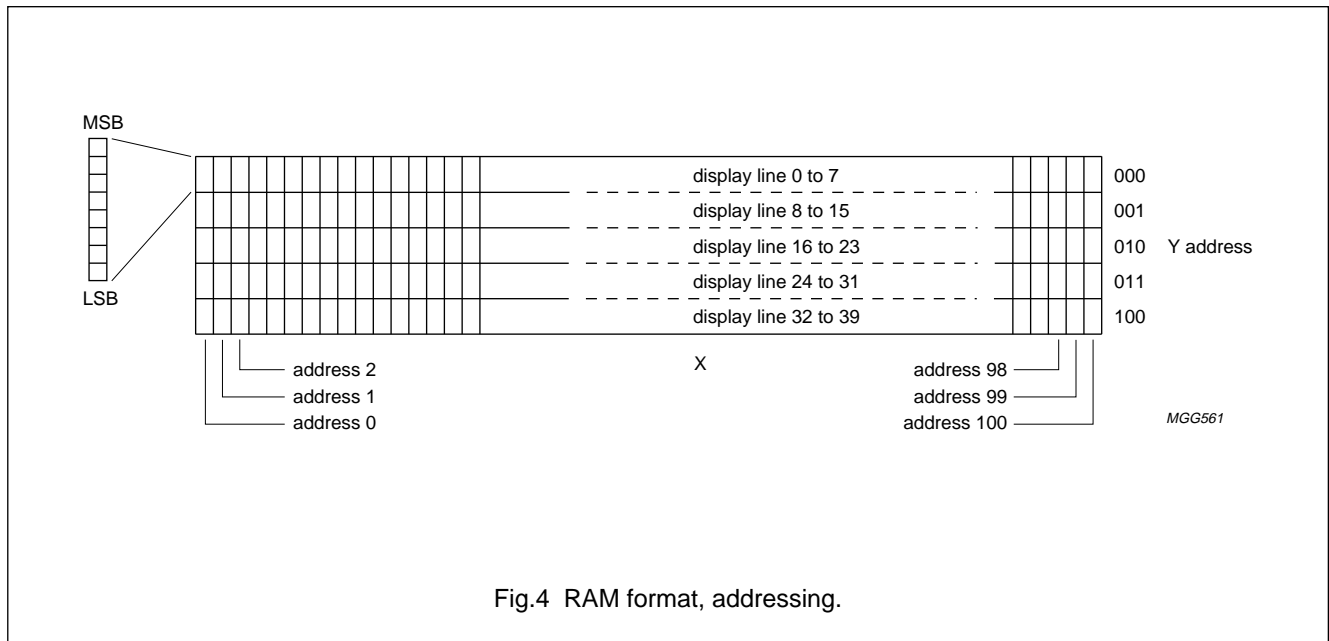 MSB
LSB
display line 0 to 7
000
display line 8 to 15
001
display line 16 to 23
010 Y address
display line 24 to 31
011
display line 32 to 39
100
X
address 2
address 1
address 0
address 98
address 99
address 100
MGG561
Fig.4 RAM format, addressing.